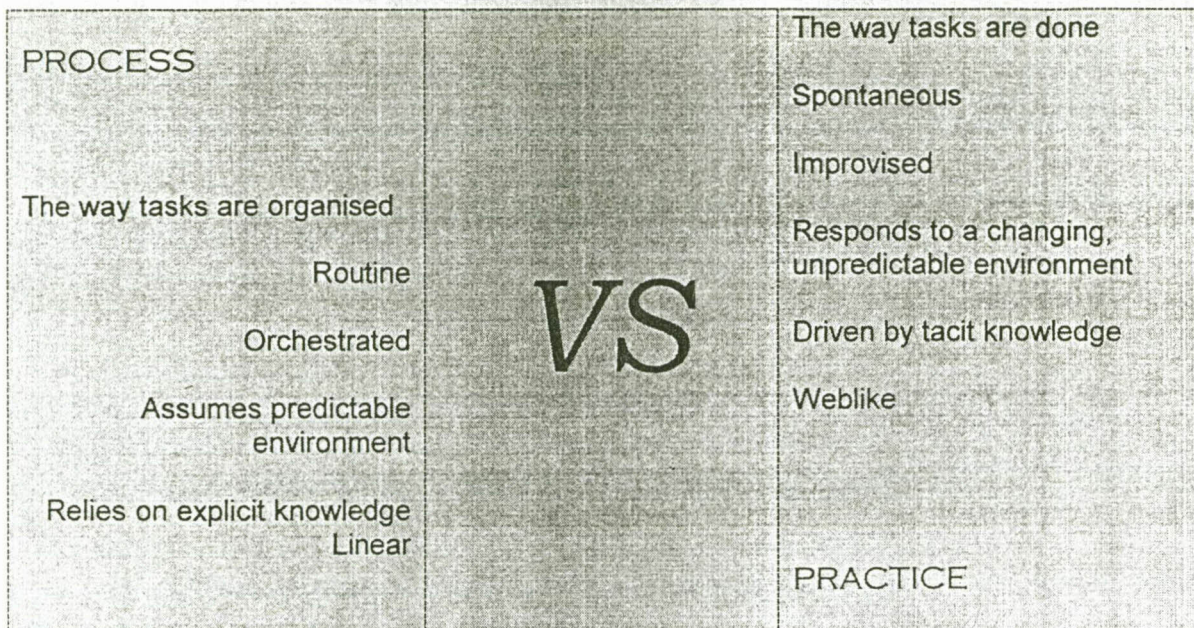 PROCESS
The way tasks are organised
Routine
Orchestrated
Assumes predictable
environment
Relies on explicit knowledge
Linear
VS
The way tasks are done
Spontaneous
Improvised
Responds to a changing,
unpredictable environment
Driven by tacit knowledge
Weblike
PRACTICE